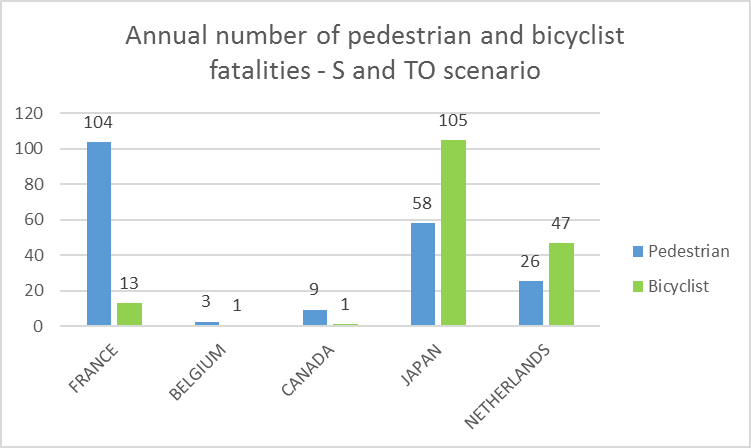 Annual number of pedestrian and bicyclist
fatalities - S and TO scenario
120
100
80
60
40
20
0
104
13
3
1
9
1
58
105
26
47
FRANCE
BELGIUM
CANADA
JAPAN
NETHERLANDS
Pedestrian
Bicyclist